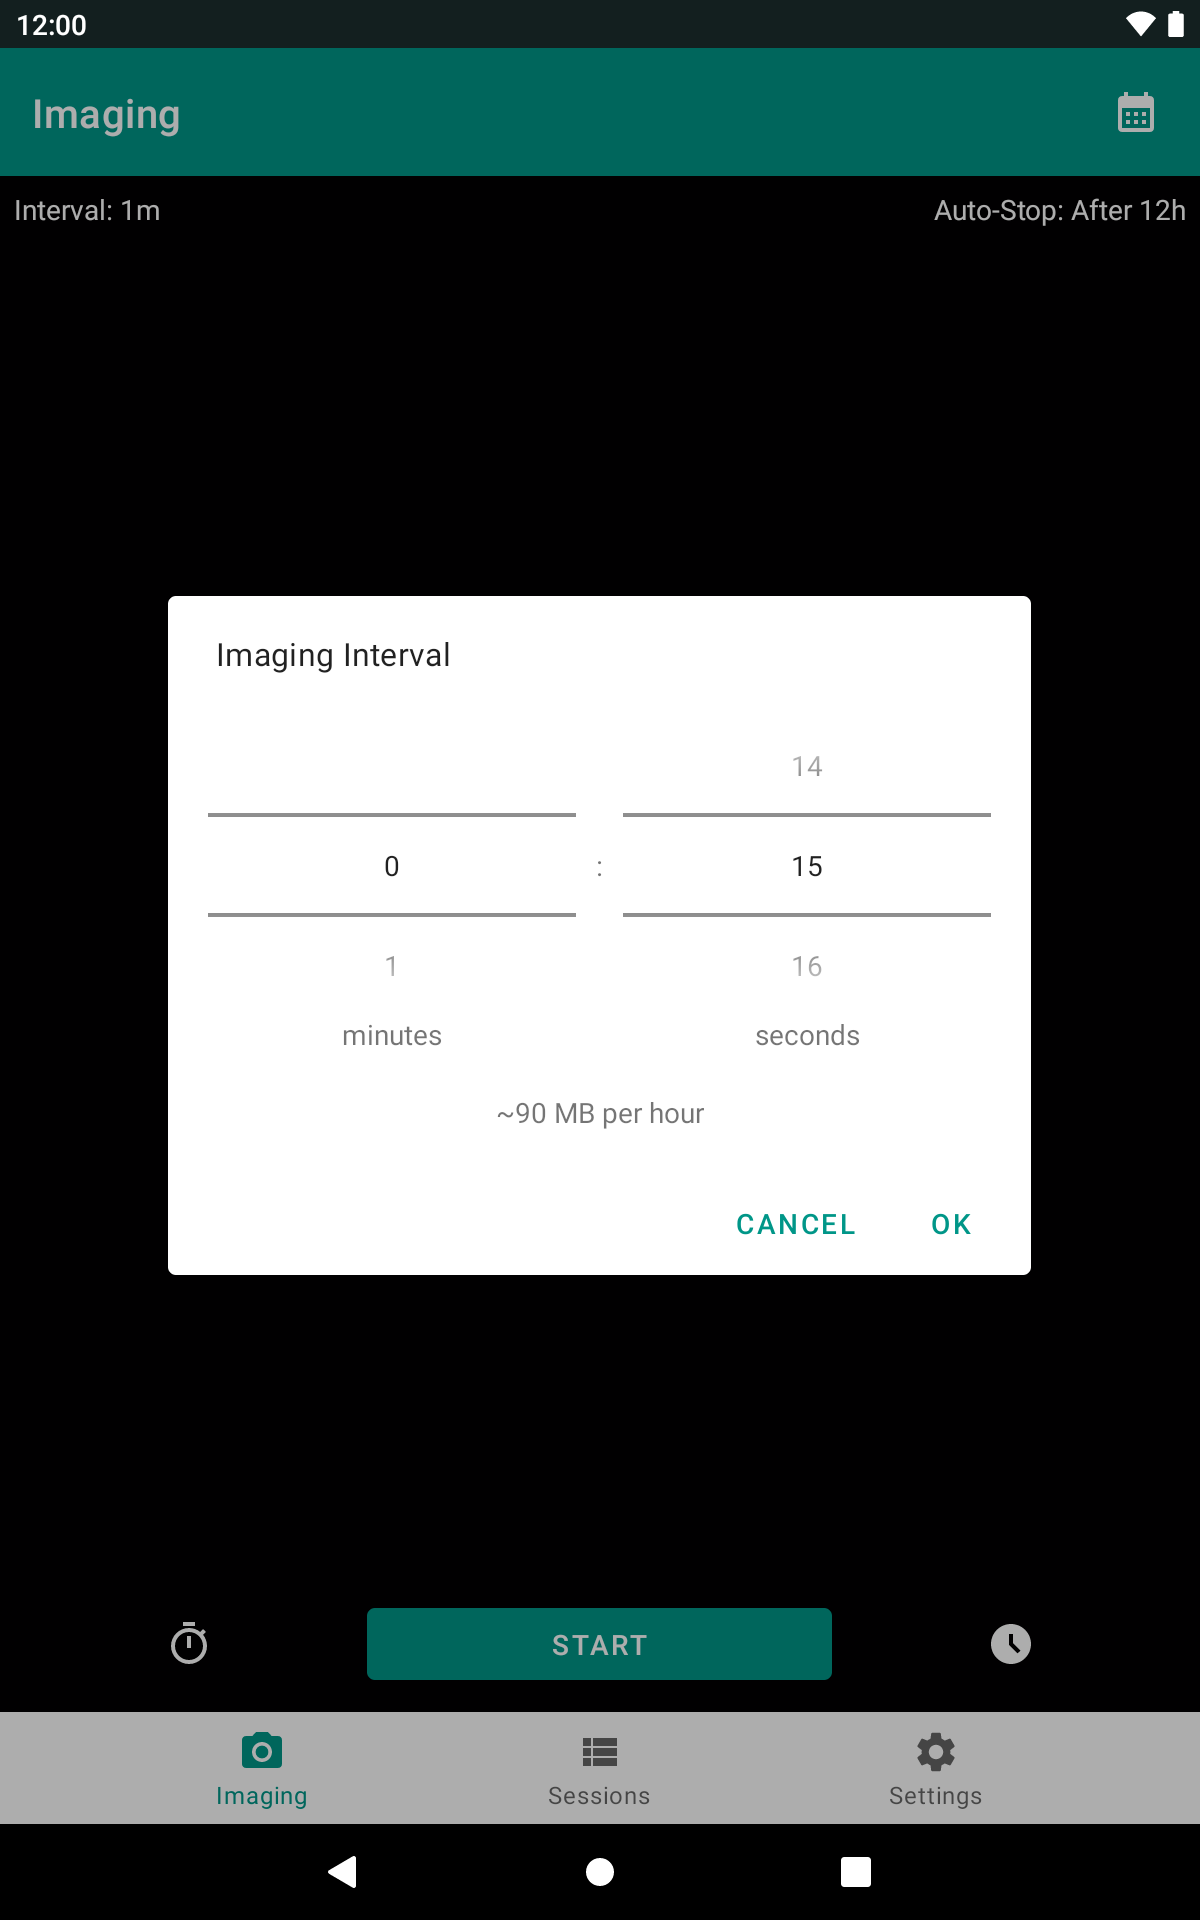 12:00
Imaging
Interval: 1m
Auto-Stop: After 12h
Imaging Interval
14
0 : 15
1 16
minutes seconds
~90 MB per hour
CANCEL OK
START
Imaging Sessions Settings